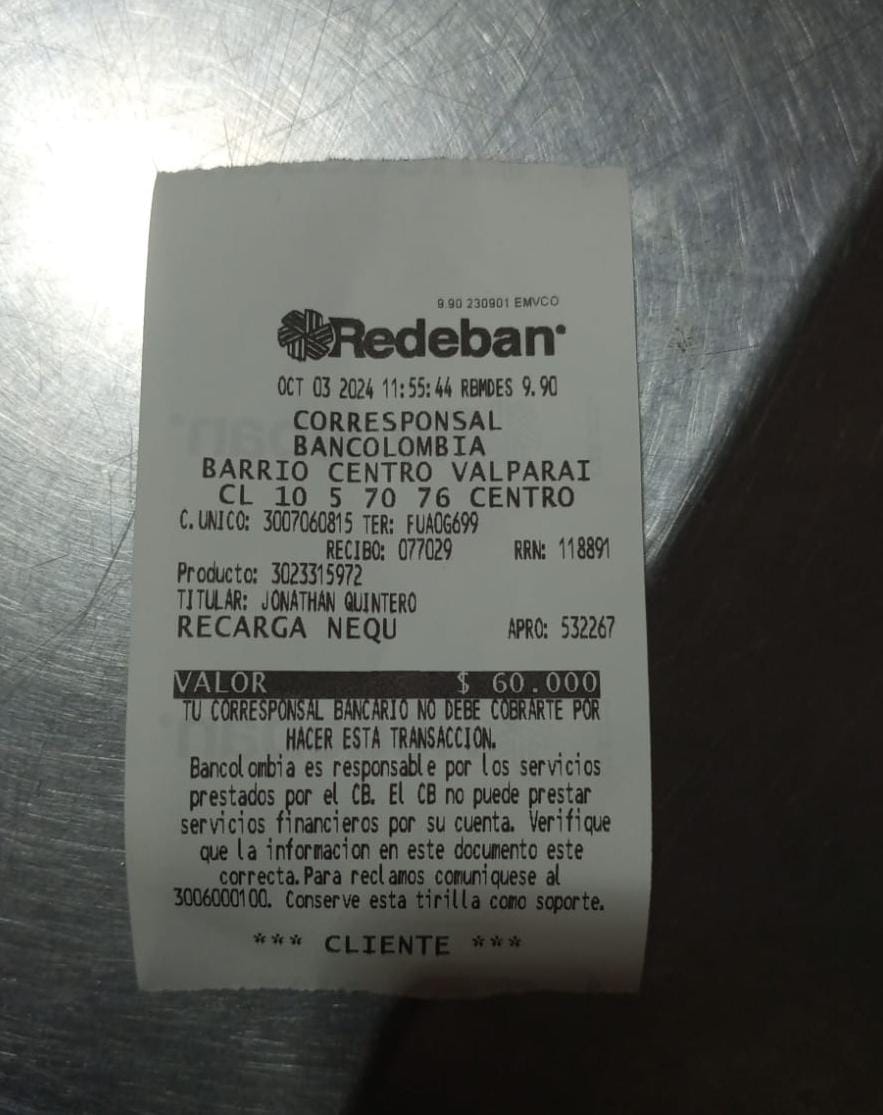 9.90 230901 EMVCO
Redeban
OCT 03 2024 11:55:44 RBMDES 9.90
CORRESPONSAL
BANCOLOMBIA
BARRIO CENTRO VALPARAI
CL 10 5 70 76 CENTRO
C.UNICO: 3007060815 TER: FUA0G699
RECIBO: 077029 RRN: 118891
Producto: 3023315972
TITULAR: JONATHAN QUINTERO
RECARGA NEQU APRO: 532267
VALOR $ 60.000
TU CORRESPONSAL BANCARIO NO DEBE COBRARTE POR
HACER ESTA TRANSACCION.
Bancolombia es responsable por los servicios
prestados por el CB. El CB no puede prestar
servicios financieros por su cuenta. Verifique
que la informacion en este documento este
correcta.Para reclamos comuniquese al
3006000100. Conserve esta tirilla como soporte.
*** CLIENTE ***